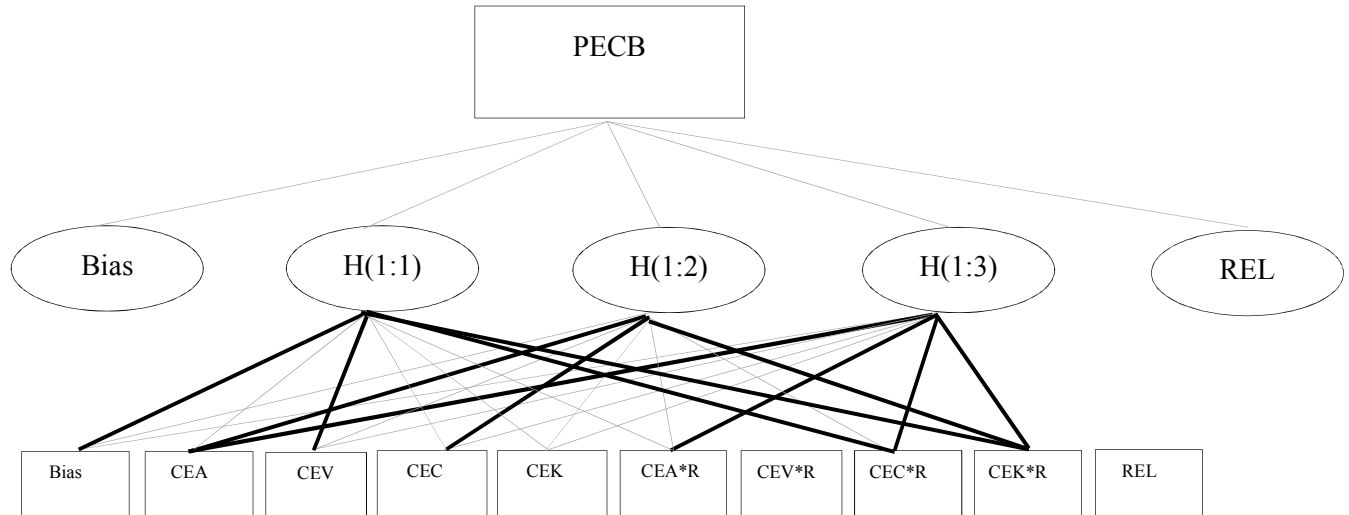 PECB
Bias
H(1:1)
H(1:2)
H(1:3)
REL
Bias
CEA
CEV
CEC
CEK
CEA*R
CEV*R
CEC*R
CEK*R
REL